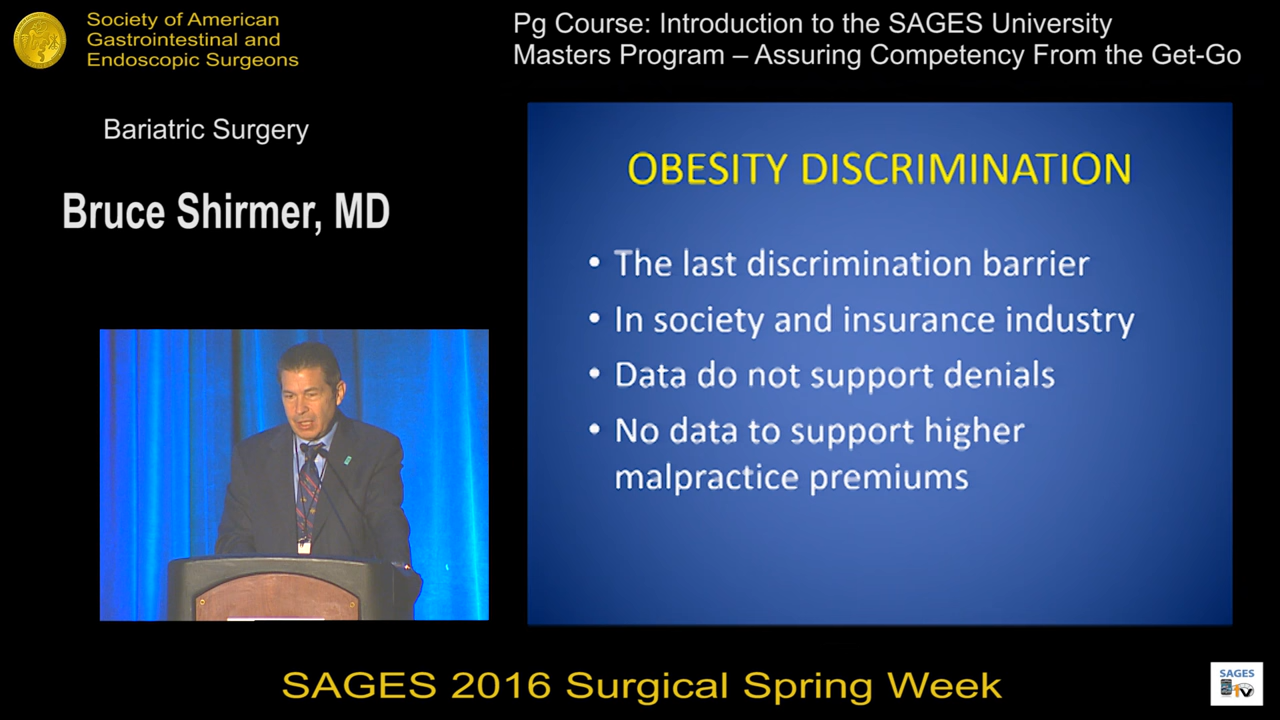 Society of American
Gastrointestinal and
Endoscopic Surgeons
Pg Course: Introduction to the SAGES University
Masters Program – Assuring Competency From the Get-Go
Bariatric Surgery
Bruce Shirmer, MD
OBESITY DISCRIMINATION
• The last discrimination barrier
• In society and insurance industry
• Data do not support denials
• No data to support higher
malpractice premiums
SAGES 2016 Surgical Spring Week
SAGES
TV